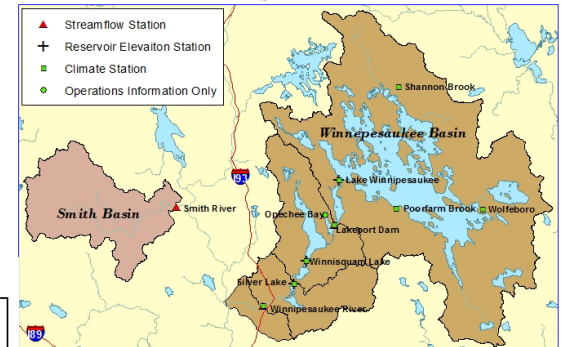 Streamflow Station
Reservoir Elevaiton Station
Climate Station
Operations Information Only
Shannon Brook
Winnepesaukee Basin
93
Lake Winnipesaukee
Smith Basin
Smith River
Opechee Bay
Poorfarm Brook
Wolfeboro
Lakeport Dam
Winnisquam Lake
Silver Lake
Winnipesaukee River
89